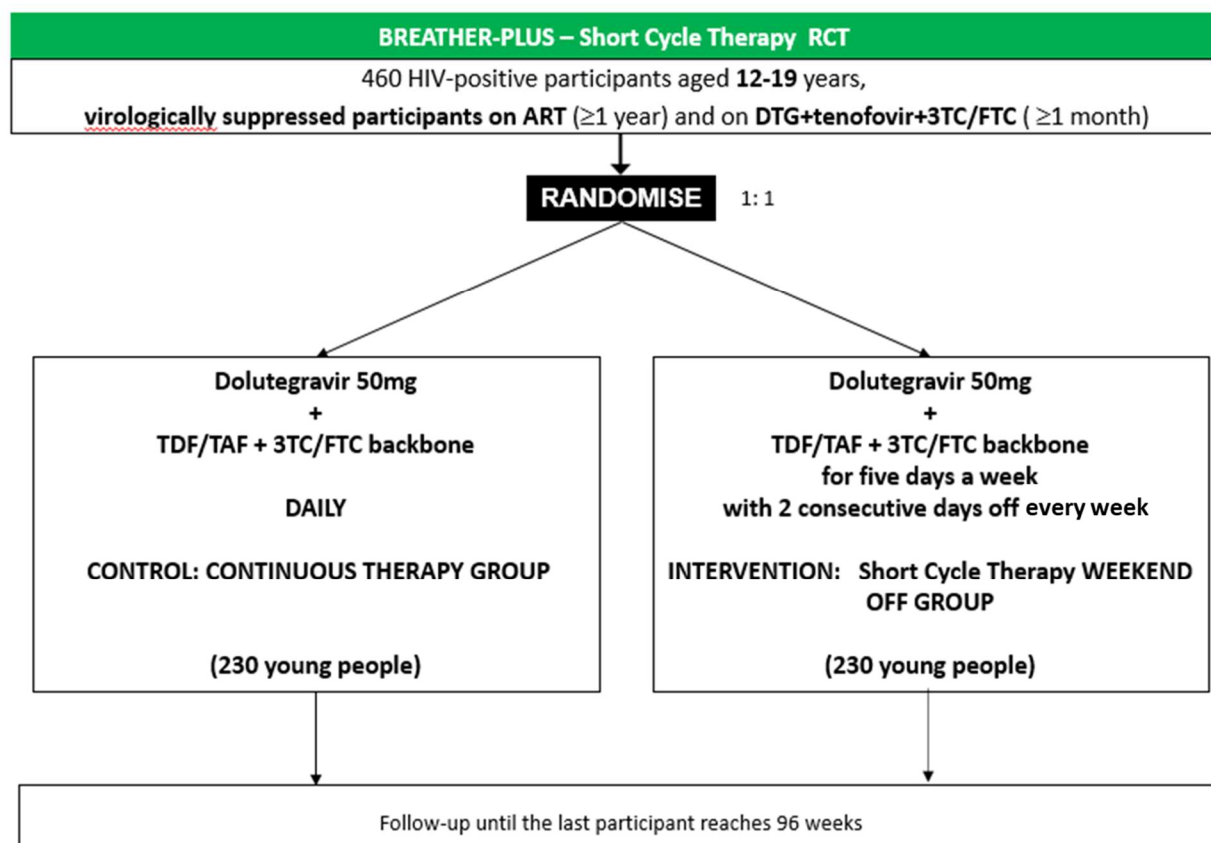 BREATHER-PLUS – Short Cycle Therapy RCT
460 HIV-positive participants aged 12-19 years,
virologically suppressed participants on ART (≥1 year) and on DTG+tenofovir+3TC/FTC ( ≥1 month)
RANDOMISE 1: 1
Dolutegravir 50mg
+
TDF/TAF + 3TC/FTC backbone
DAILY
CONTROL: CONTINUOUS THERAPY GROUP
(230 young people)
Dolutegravir 50mg
+
TDF/TAF + 3TC/FTC backbone
for five days a week
with 2 consecutive days off every week
INTERVENTION: Short Cycle Therapy WEEKEND
OFF GROUP
(230 young people)
Follow-up until the last participant reaches 96 weeks